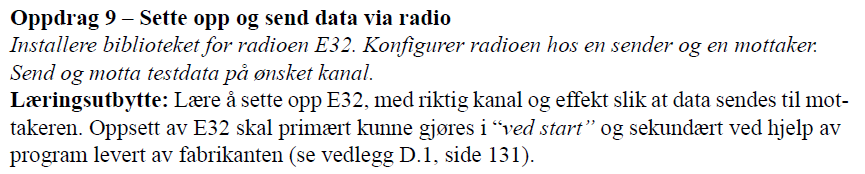 Oppdrag 9 – Sette opp og send data via radio
Installere biblioteket for radioen E32. Konfigurer radioen hos en sender og en mottaker.
Send og motta testdata på ønsket kanal.
Læringsutbytte: Lære å sette opp E32, med riktig kanal og effekt slik at data sendes til mot-
takeren. Oppsett av E32 skal primært kunne gjøres i “ved start” og sekundært ved hjelp av
program levert av fabrikanten (se vedlegg D.1, side 131).